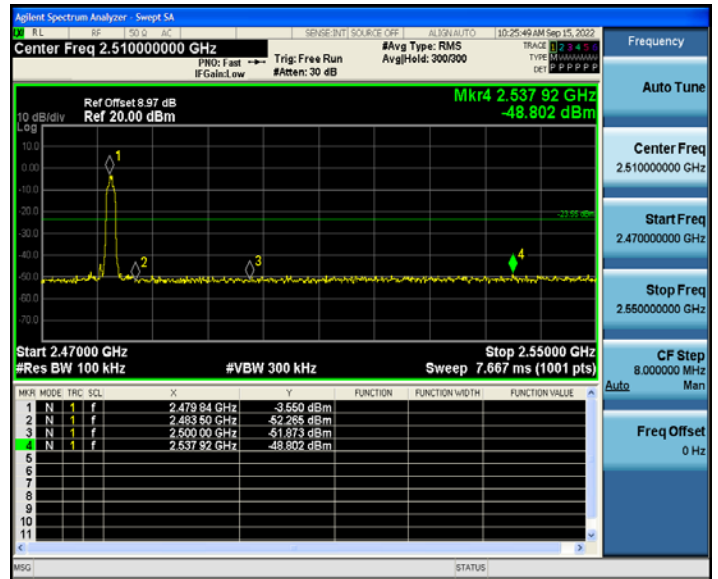 Agilent Spectrum Analyzer - Swept SA
RL RF 50 Ω AC SENSE:INT SOURCE OFF ALIGNAUTO 10:25:49 AM Sep 15, 2022
Center Freq 2.510000000 GHz #Avg Type: RMS TRACE 1 2 3 4 5 6
PNO: Fast Trig: Free Run Avg|Hold: 300/300 TYPE M
IFGain:Low #Atten: 30 dB DET P P P P P P
Mkr4 2.537 92 GHz
-48.802 dBm
Ref Offset 8.97 dB
10 dB/div Ref 20.00 dBm
Log
10.0
0.00
-10.0
-20.0
-30.0
-40.0
-50.0
-60.0
-70.0
1
2
3
4
Start 2.47000 GHz Stop 2.55000 GHz
#Res BW 100 kHz #VBW 300 kHz Sweep 7.667 ms (1001 pts)
MKR MODE TRC SCL X Y FUNCTION FUNCTION WIDTH FUNCTION VALUE
1 N 1 f 2.479 84 GHz -3.550 dBm
2 N 1 f 2.483 50 GHz -52.265 dBm
3 N 1 f 2.500 00 GHz -51.873 dBm
4 N 1 f 2.537 92 GHz -48.802 dBm
5
6
7
8
9
10
11
MSG STATUS
Frequency
Auto Tune
Center Freq
2.510000000 GHz
Start Freq
2.470000000 GHz
Stop Freq
2.550000000 GHz
CF Step
8.000000 MHz
Auto Man
Freq Offset
0 Hz